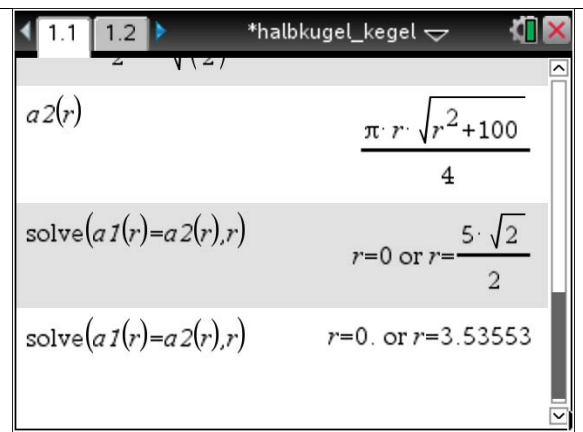 1.1 1.2 *halbkugel_kegel
a2(r)
π·r·√(r²+100)
4
solve(a1(r)=a2(r),r)
r=0 or r=5·√2
2
solve(a1(r)=a2(r),r) r=0. or r=3.53553